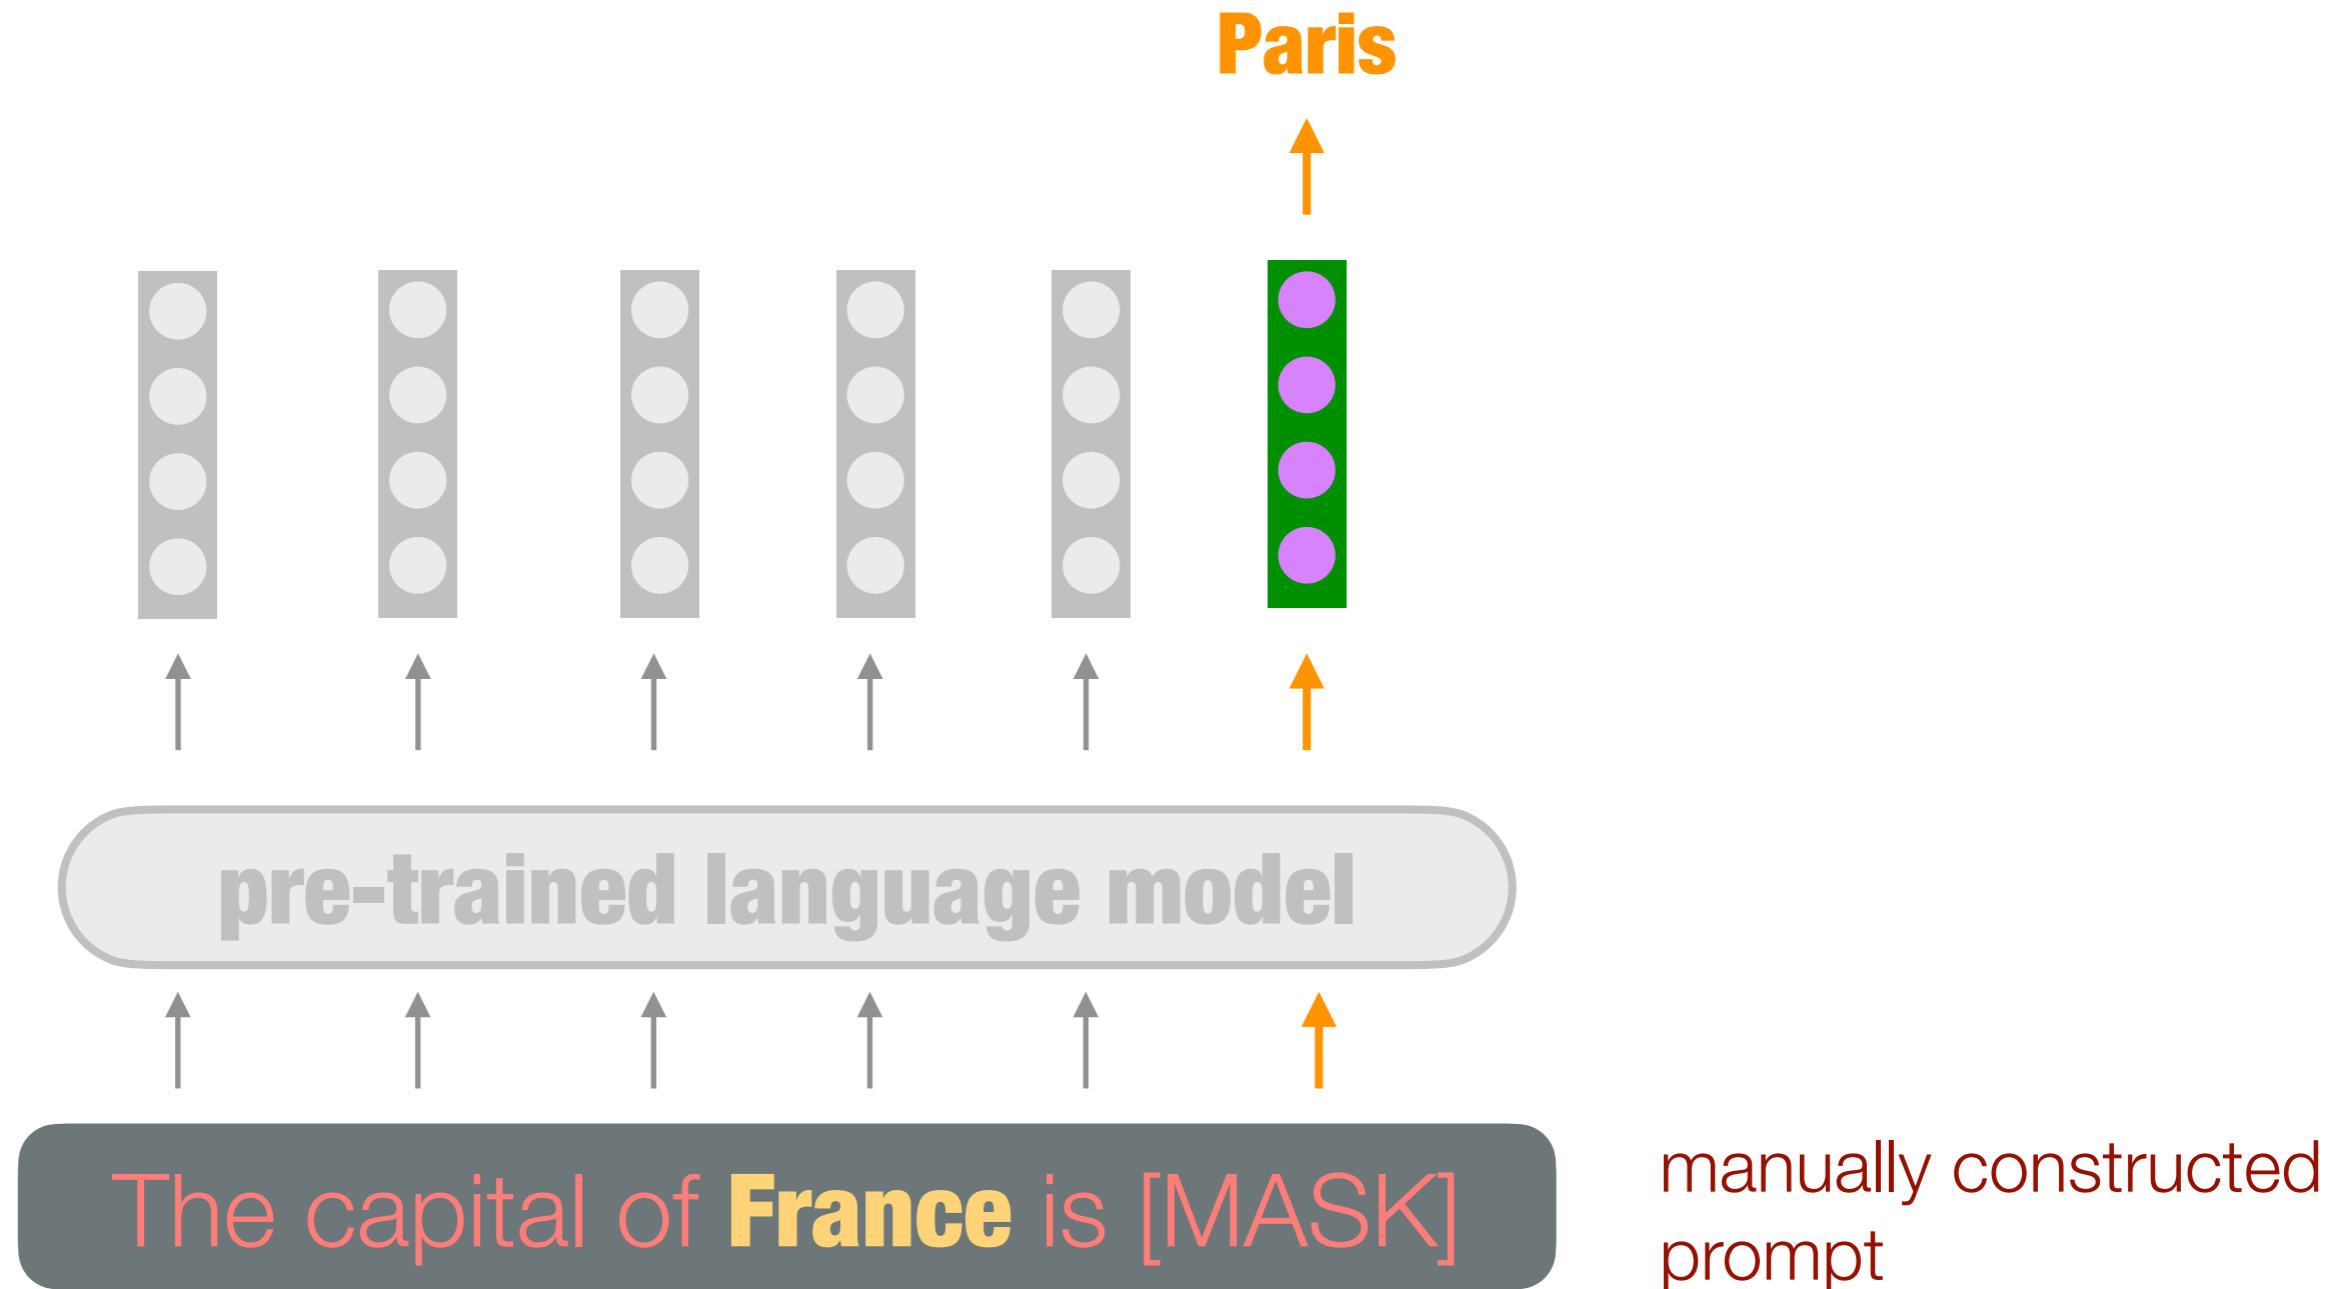 Paris
pre-trained language model
The capital of France is [MASK]
manually constructed
prompt